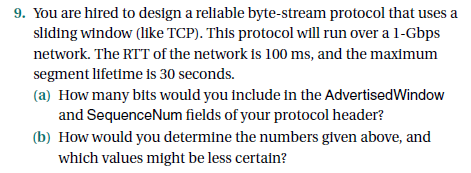 9. You are hired to design a reliable byte-stream protocol that uses a
sliding window (like TCP). This protocol will run over a 1-Gbps
network. The RTT of the network is 100 ms, and the maximum
segment lifetime is 30 seconds.
(a) How many bits would you include in the AdvertisedWindow
and SequenceNum fields of your protocol header?
(b) How would you determine the numbers given above, and
which values might be less certain?